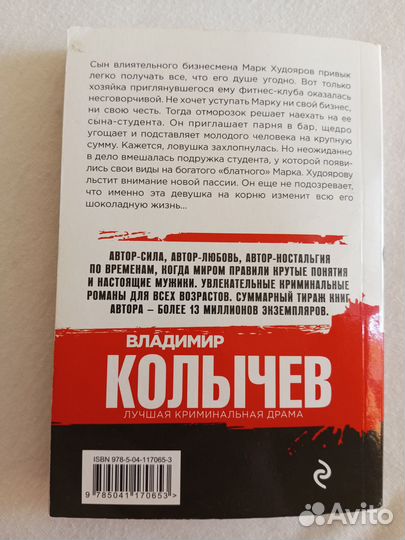 Сын влиятельного бизнесмена Марк Худояров привык
легко получать все, что его душе угодно. Вот только
хозяйка приглянувшегося ему фитнес-клуба оказалась
несговорчивой. Не хочет уступать Марку ни свой бизнес,
ни свою честь. Тогда отморозок решает наехать на ее
сына-студента. Он приглашает парня в бар, щедро
угощает и подставляет молодого человека на крупную
сумму. Кажется, ловушка захлопнулась. Но неожиданно
в дело вмешалась подружка студента, у которой появи-
лись свои виды на богатого «блатного» Марка. Худоярову
льстит внимание новой пассии. Он еще не подозревает,
что именно эта девушка на корню изменит всю его
шоколадную жизнь...
АВТОР-СИЛА, АВТОР-ЛЮБОВЬ, АВТОР-НОСТАЛЬГИЯ
ПО ВРЕМЕНАМ, КОГДА МИРОМ ПРАВИЛИ КРУТЫЕ ПОНЯТИЯ
И НАСТОЯЩИЕ МУЖИКИ. УВЛЕКАТЕЛЬНЫЕ КРИМИНАЛЬНЫЕ
РОМАНЫ ДЛЯ ВСЕХ ВОЗРАСТОВ. СУММАРНЫЙ ТИРАЖ КНИГ
АВТОРА – БОЛЕЕ 13 МИЛЛИОНОВ ЭКЗЕМПЛЯРОВ.
ВЛАДИМИР
КОЛЫЧЕВ
ЛУЧШАЯ КРИМИНАЛЬНАЯ ДРАМА
ISBN 978-5-04-117065-3
9 785041 170653 >
Avito